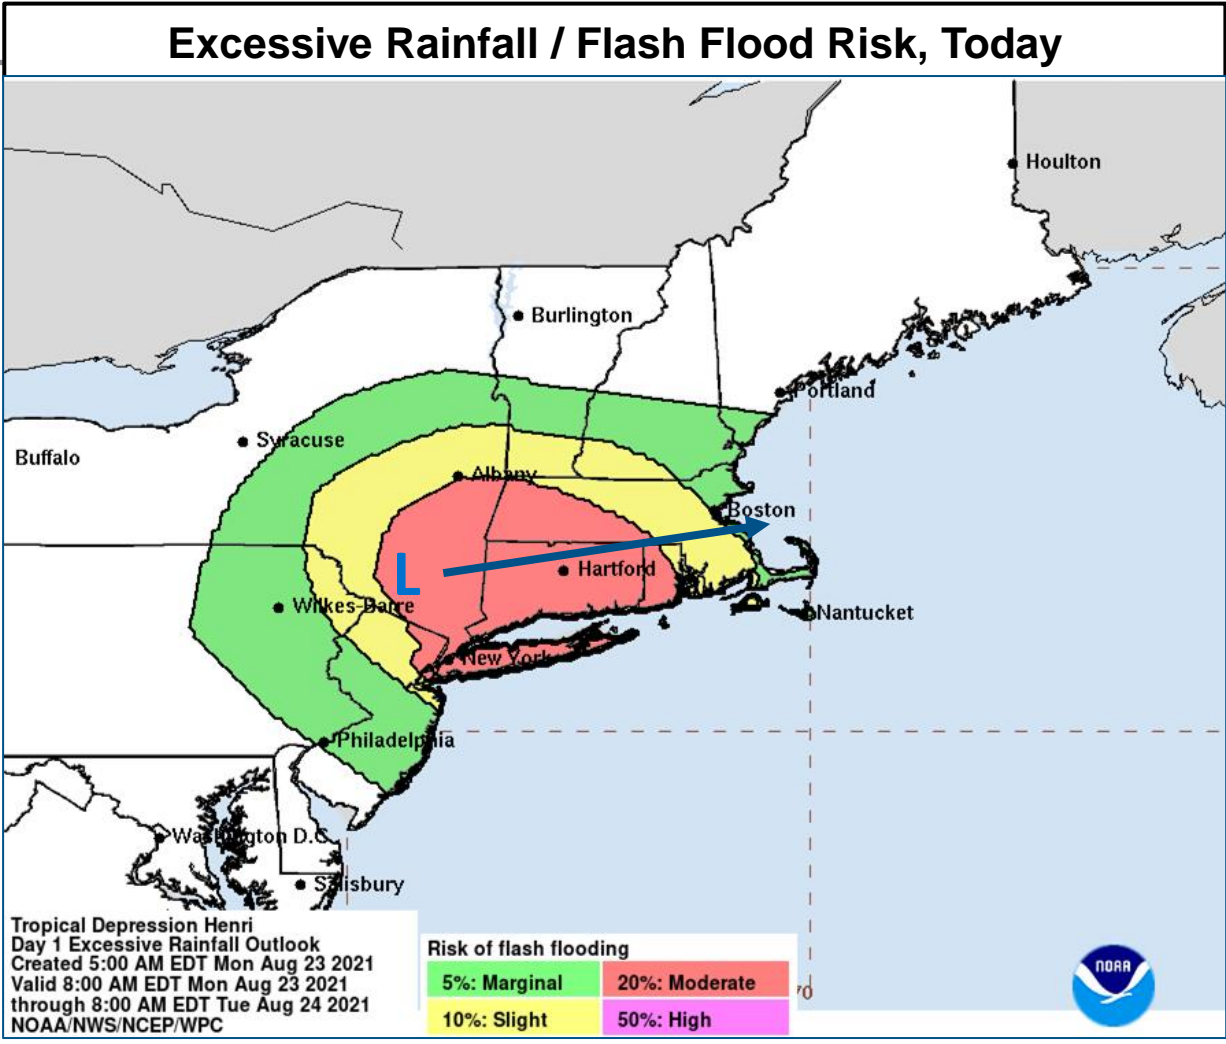 Excessive Rainfall / Flash Flood Risk, Today
Houlton
Burlington
Portland
Syracuse
Buffalo
Albany
Boston
L
Hartford
Wilkes-Barre
Nantucket
New York
Philadelphia
Washington D.C.
Salisbury
Tropical Depression Henri
Day 1 Excessive Rainfall Outlook
Created 5:00 AM EDT Mon Aug 23 2021
Valid 8:00 AM EDT Mon Aug 23 2021
through 8:00 AM EDT Tue Aug 24 2021
NOAA/NWS/NCEP/WPC
Risk of flash flooding
5%: Marginal
20%: Moderate
10%: Slight
50%: High
70
NOAA